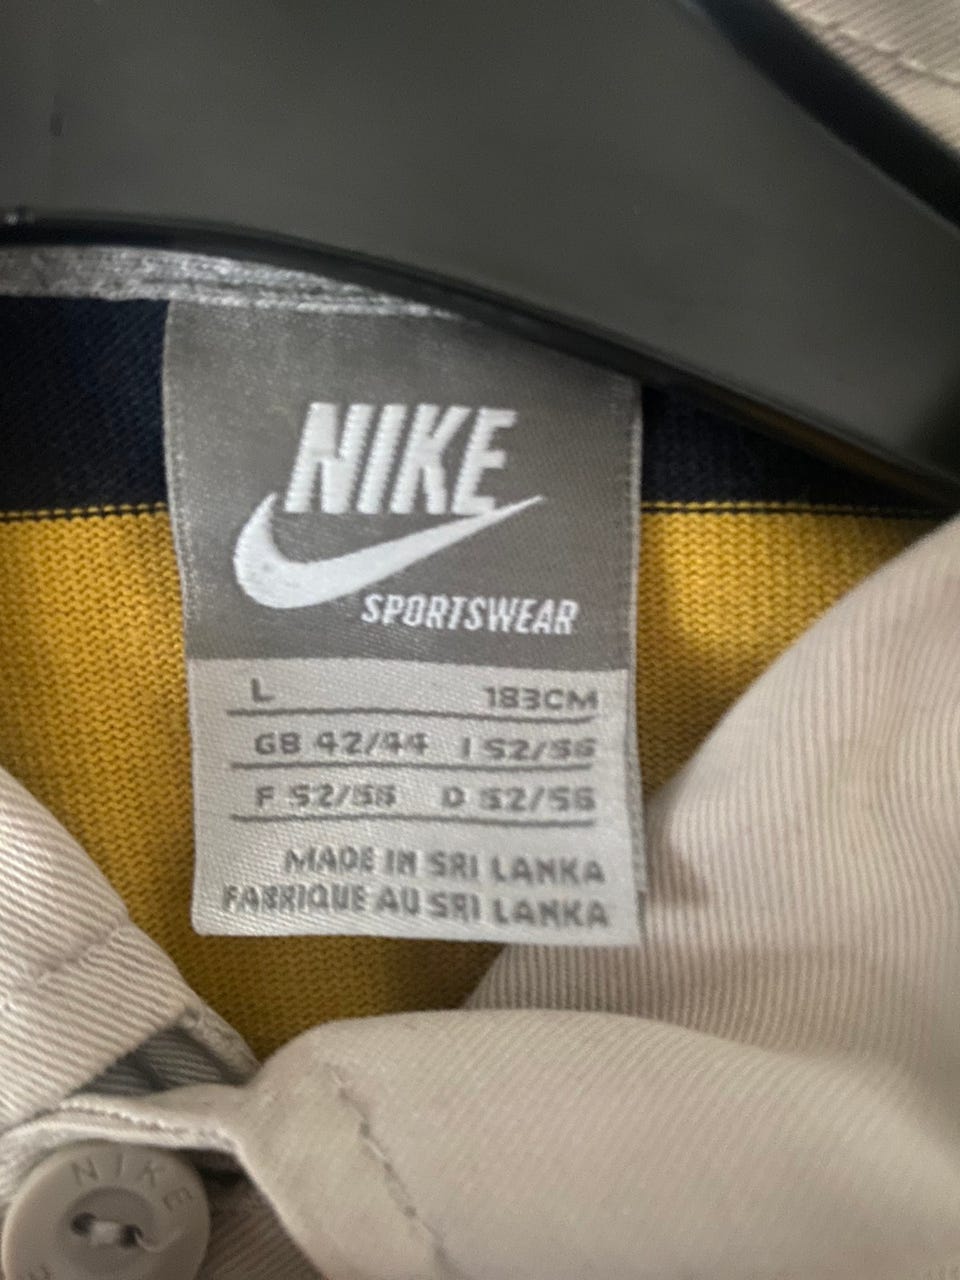 NIKE
SPORTSWEAR
L 183CM
GB 42/44 I 52/56
F 52/56 D 52/56
MADE IN SRI LANKA
FABRIQUE AU SRI LANKA
NIKE